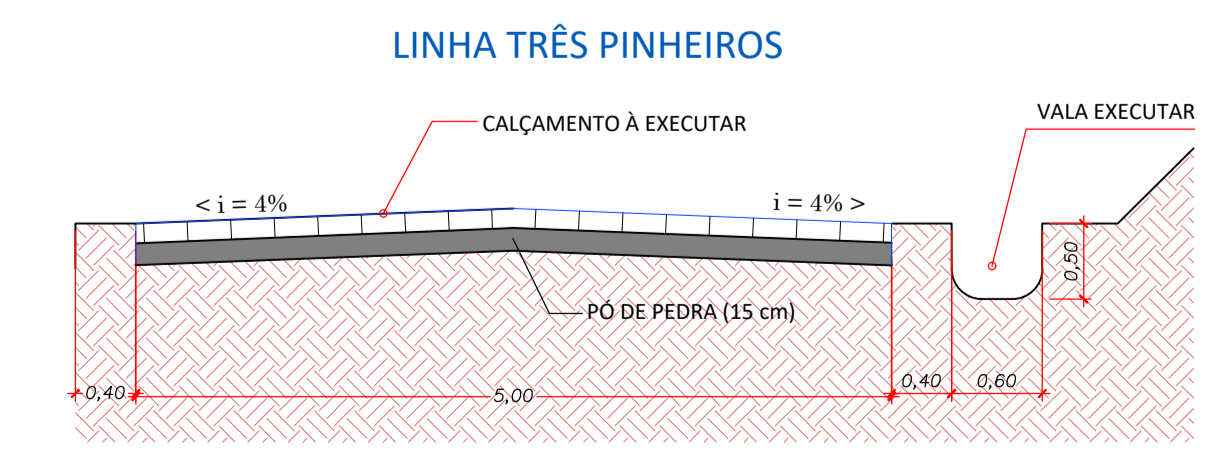 LINHA TRÊS PINHEIROS
VALA EXECUTAR
CALÇAMENTO À EXECUTAR
< i = 4%
i = 4% >
0,50
PÓ DE PEDRA (15 cm)
0,40
5,00
0,40
0,60